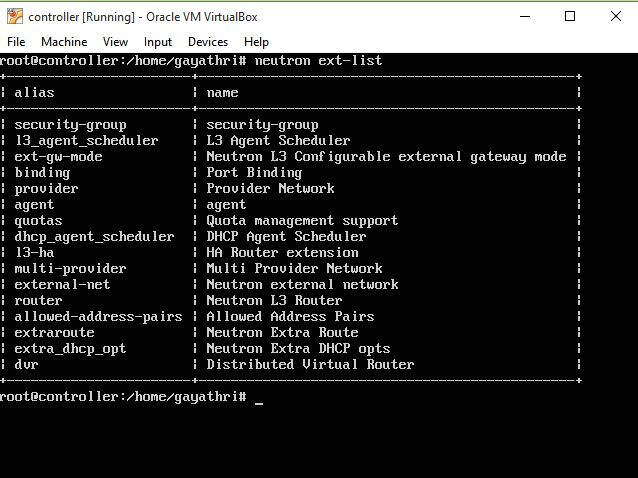 controller [Running] - Oracle VM VirtualBox
File Machine View Input Devices Help
root@controller:/home/gayathri# neutron ext-list
+-----------------------+-----------------------------------------------+
¦ alias ¦ name ¦
+-----------------------+-----------------------------------------------+
¦ security-group ¦ security-group ¦
¦ l3_agent_scheduler ¦ L3 Agent Scheduler ¦
¦ ext-gw-mode ¦ Neutron L3 Configurable external gateway mode ¦
¦ binding ¦ Port Binding ¦
¦ provider ¦ Provider Network ¦
¦ agent ¦ agent ¦
¦ quotas ¦ Quota management support ¦
¦ dhcp_agent_scheduler ¦ DHCP Agent Scheduler ¦
¦ l3-ha ¦ HA Router extension ¦
¦ multi-provider ¦ Multi Provider Network ¦
¦ external-net ¦ Neutron external network ¦
¦ router ¦ Neutron L3 Router ¦
¦ allowed-address-pairs ¦ Allowed Address Pairs ¦
¦ extraroute ¦ Neutron Extra Route ¦
¦ extra_dhcp_opt ¦ Neutron Extra DHCP opts ¦
¦ dvr ¦ Distributed Virtual Router ¦
+-----------------------+-----------------------------------------------+
root@controller:/home/gayathri# _